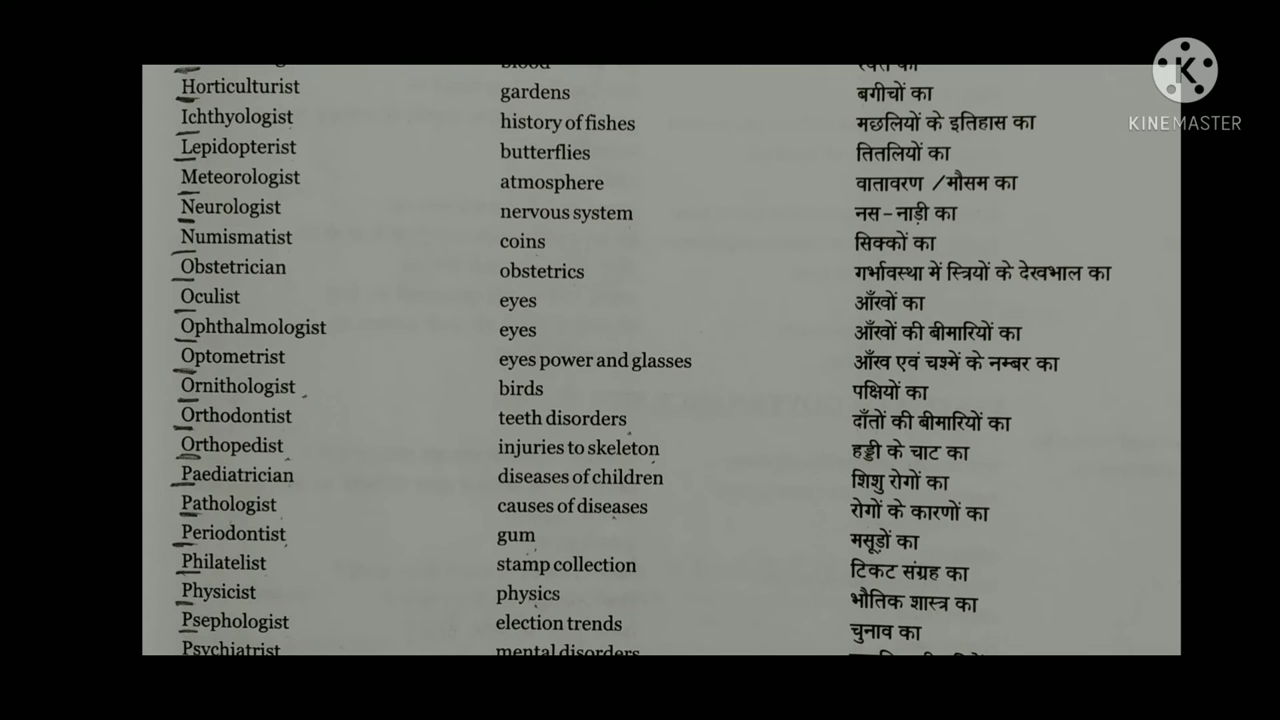 blood रक्त का
Horticulturist gardens बगीचों का
Ichthyologist history of fishes मछलियों के इतिहास का
Lepidopterist butterflies तितलियों का
Meteorologist atmosphere वातावरण /मौसम का
Neurologist nervous system नस-नाड़ी का
Numismatist coins सिक्कों का
Obstetrician obstetrics गर्भावस्था में स्त्रियों के देखभाल का
Oculist eyes आँखों का
Ophthalmologist eyes आँखों की बीमारियों का
Optometrist eyes power and glasses आँख एवं चश्में के नम्बर का
Ornithologist birds पक्षियों का
Orthodontist teeth disorders दाँतों की बीमारियों का
Orthopedist injuries to skeleton हड्डी के चाट का
Paediatrician diseases of children शिशु रोगों का
Pathologist causes of diseases रोगों के कारणों का
Periodontist gum मसूड़ों का
Philatelist stamp collection टिकट संग्रह का
Physicist physics भौतिक शास्त्र का
Psephologist election trends चुनाव का
Psychiatrist mental disorders
K
KINEMASTER